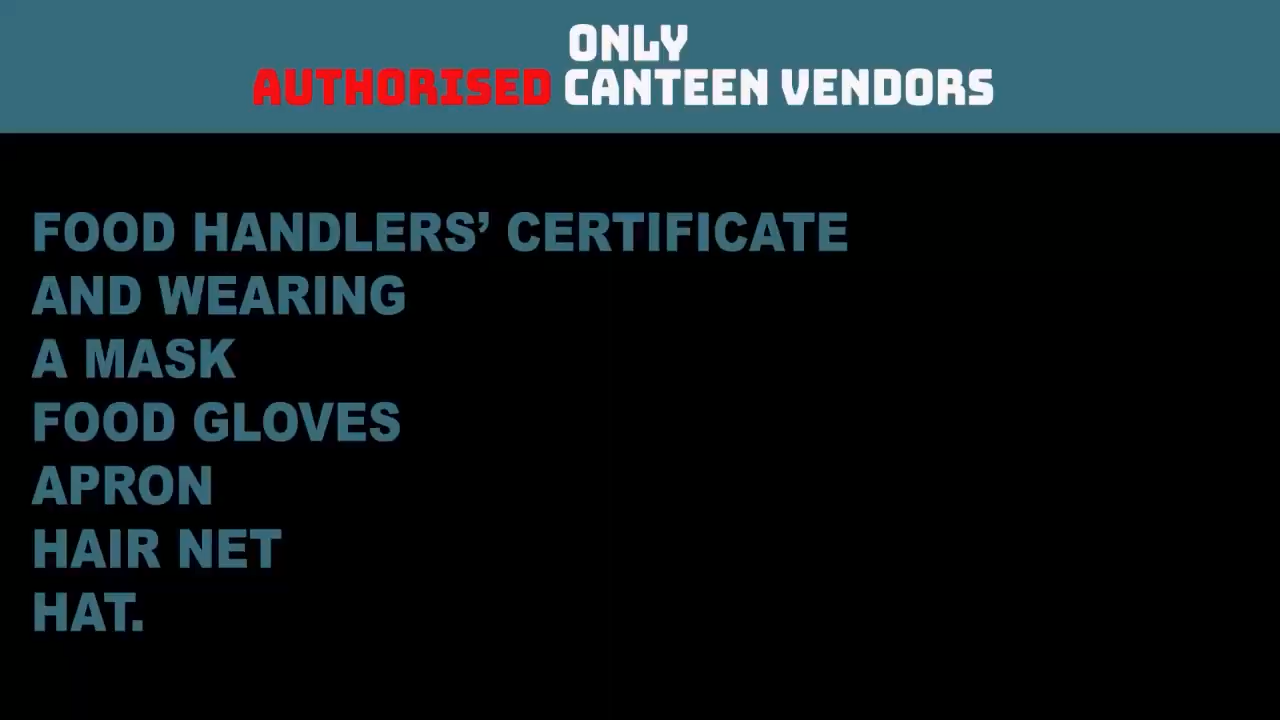 ONLY
AUTHORISED CANTEEN VENDORS
FOOD HANDLERS’ CERTIFICATE
AND WEARING
A MASK
FOOD GLOVES
APRON
HAIR NET
HAT.